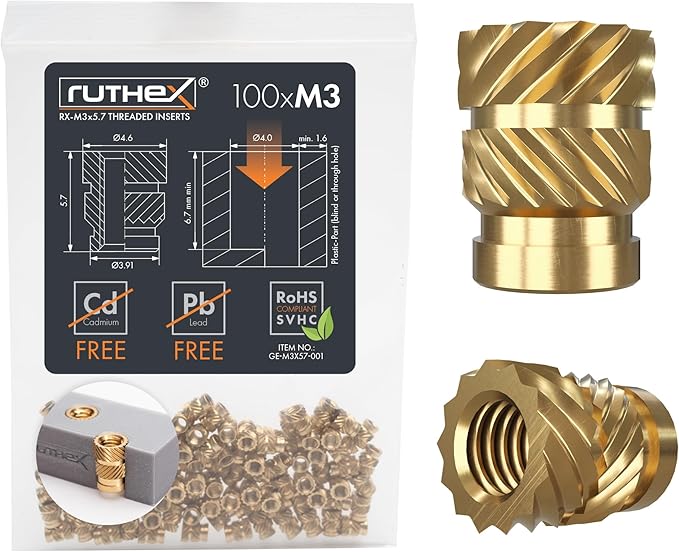 ruthex®
100xM3
RX-M3x5.7 THREADED INSERTS
Ø4.6
Ø4.0
min. 1.6
5.7
6.7 mm min
Plastic-Part (blind or through hole)
Ø3.91
Cd
Cadmium
FREE
Pb
Lead
FREE
RoHS
COMPLIANT
SVHC
ITEM NO.:
GE-M3X57-001
ruthex